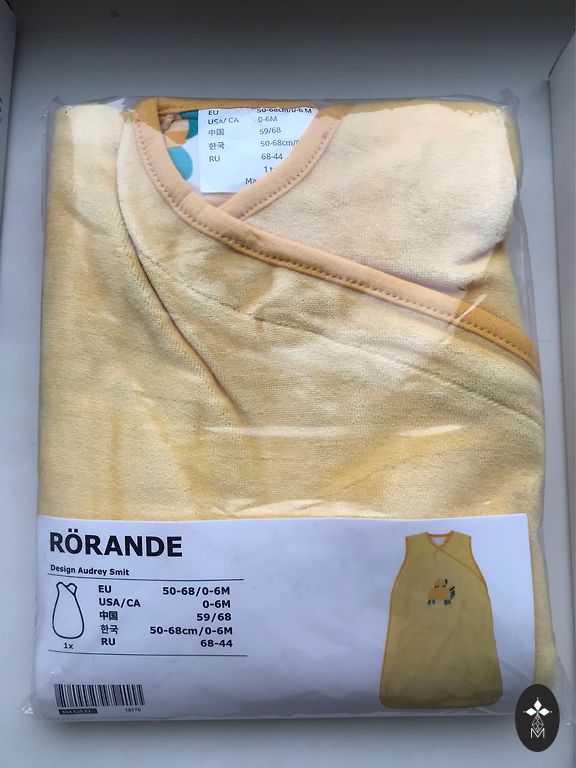 EU 50-68cm/0-6M
USA/CA 0-6M
中国 59/68
한국 50-68cm/0
RU 68-44
1
Ma
RÖRANDE
Design Audrey Smit
EU 50-68/0-6M
USA/CA 0-6M
中国 59/68
한국 50-68cm/0-6M
RU 68-44
1x
M